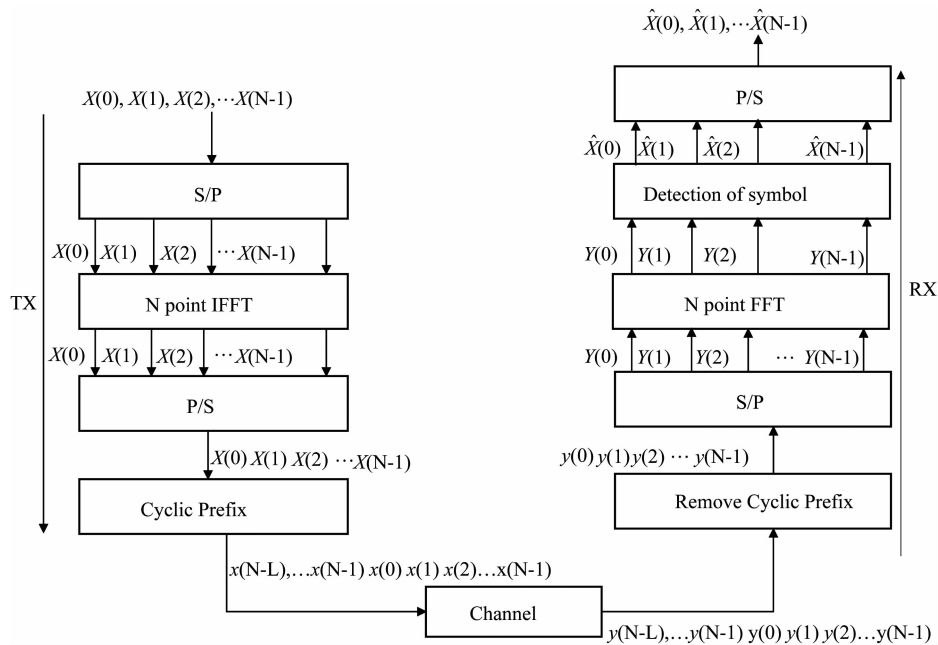 X(0), X(1), X(2),⋯X(N-1)
S/P
X(0) X(1) X(2) ⋯X(N-1)
N point IFFT
X(0) X(1) X(2) ⋯X(N-1)
P/S
X(0) X(1) X(2) ⋯X(N-1)
Cyclic Prefix
TX
x(N-L),…x(N-1) x(0) x(1) x(2)…x(N-1)
Channel
y(N-L),…y(N-1) y(0) y(1) y(2)…y(N-1)
Remove Cyclic Prefix
y(0) y(1) y(2) ⋯ y(N-1)
S/P
Y(0) Y(1) Y(2) ⋯ Y(N-1)
N point FFT
Y(0) Y(1) Y(2) Y(N-1)
Detection of symbol
X̂(0) X̂(1) X̂(2) X̂(N-1)
P/S
X̂(0), X̂(1),⋯X̂(N-1)
RX